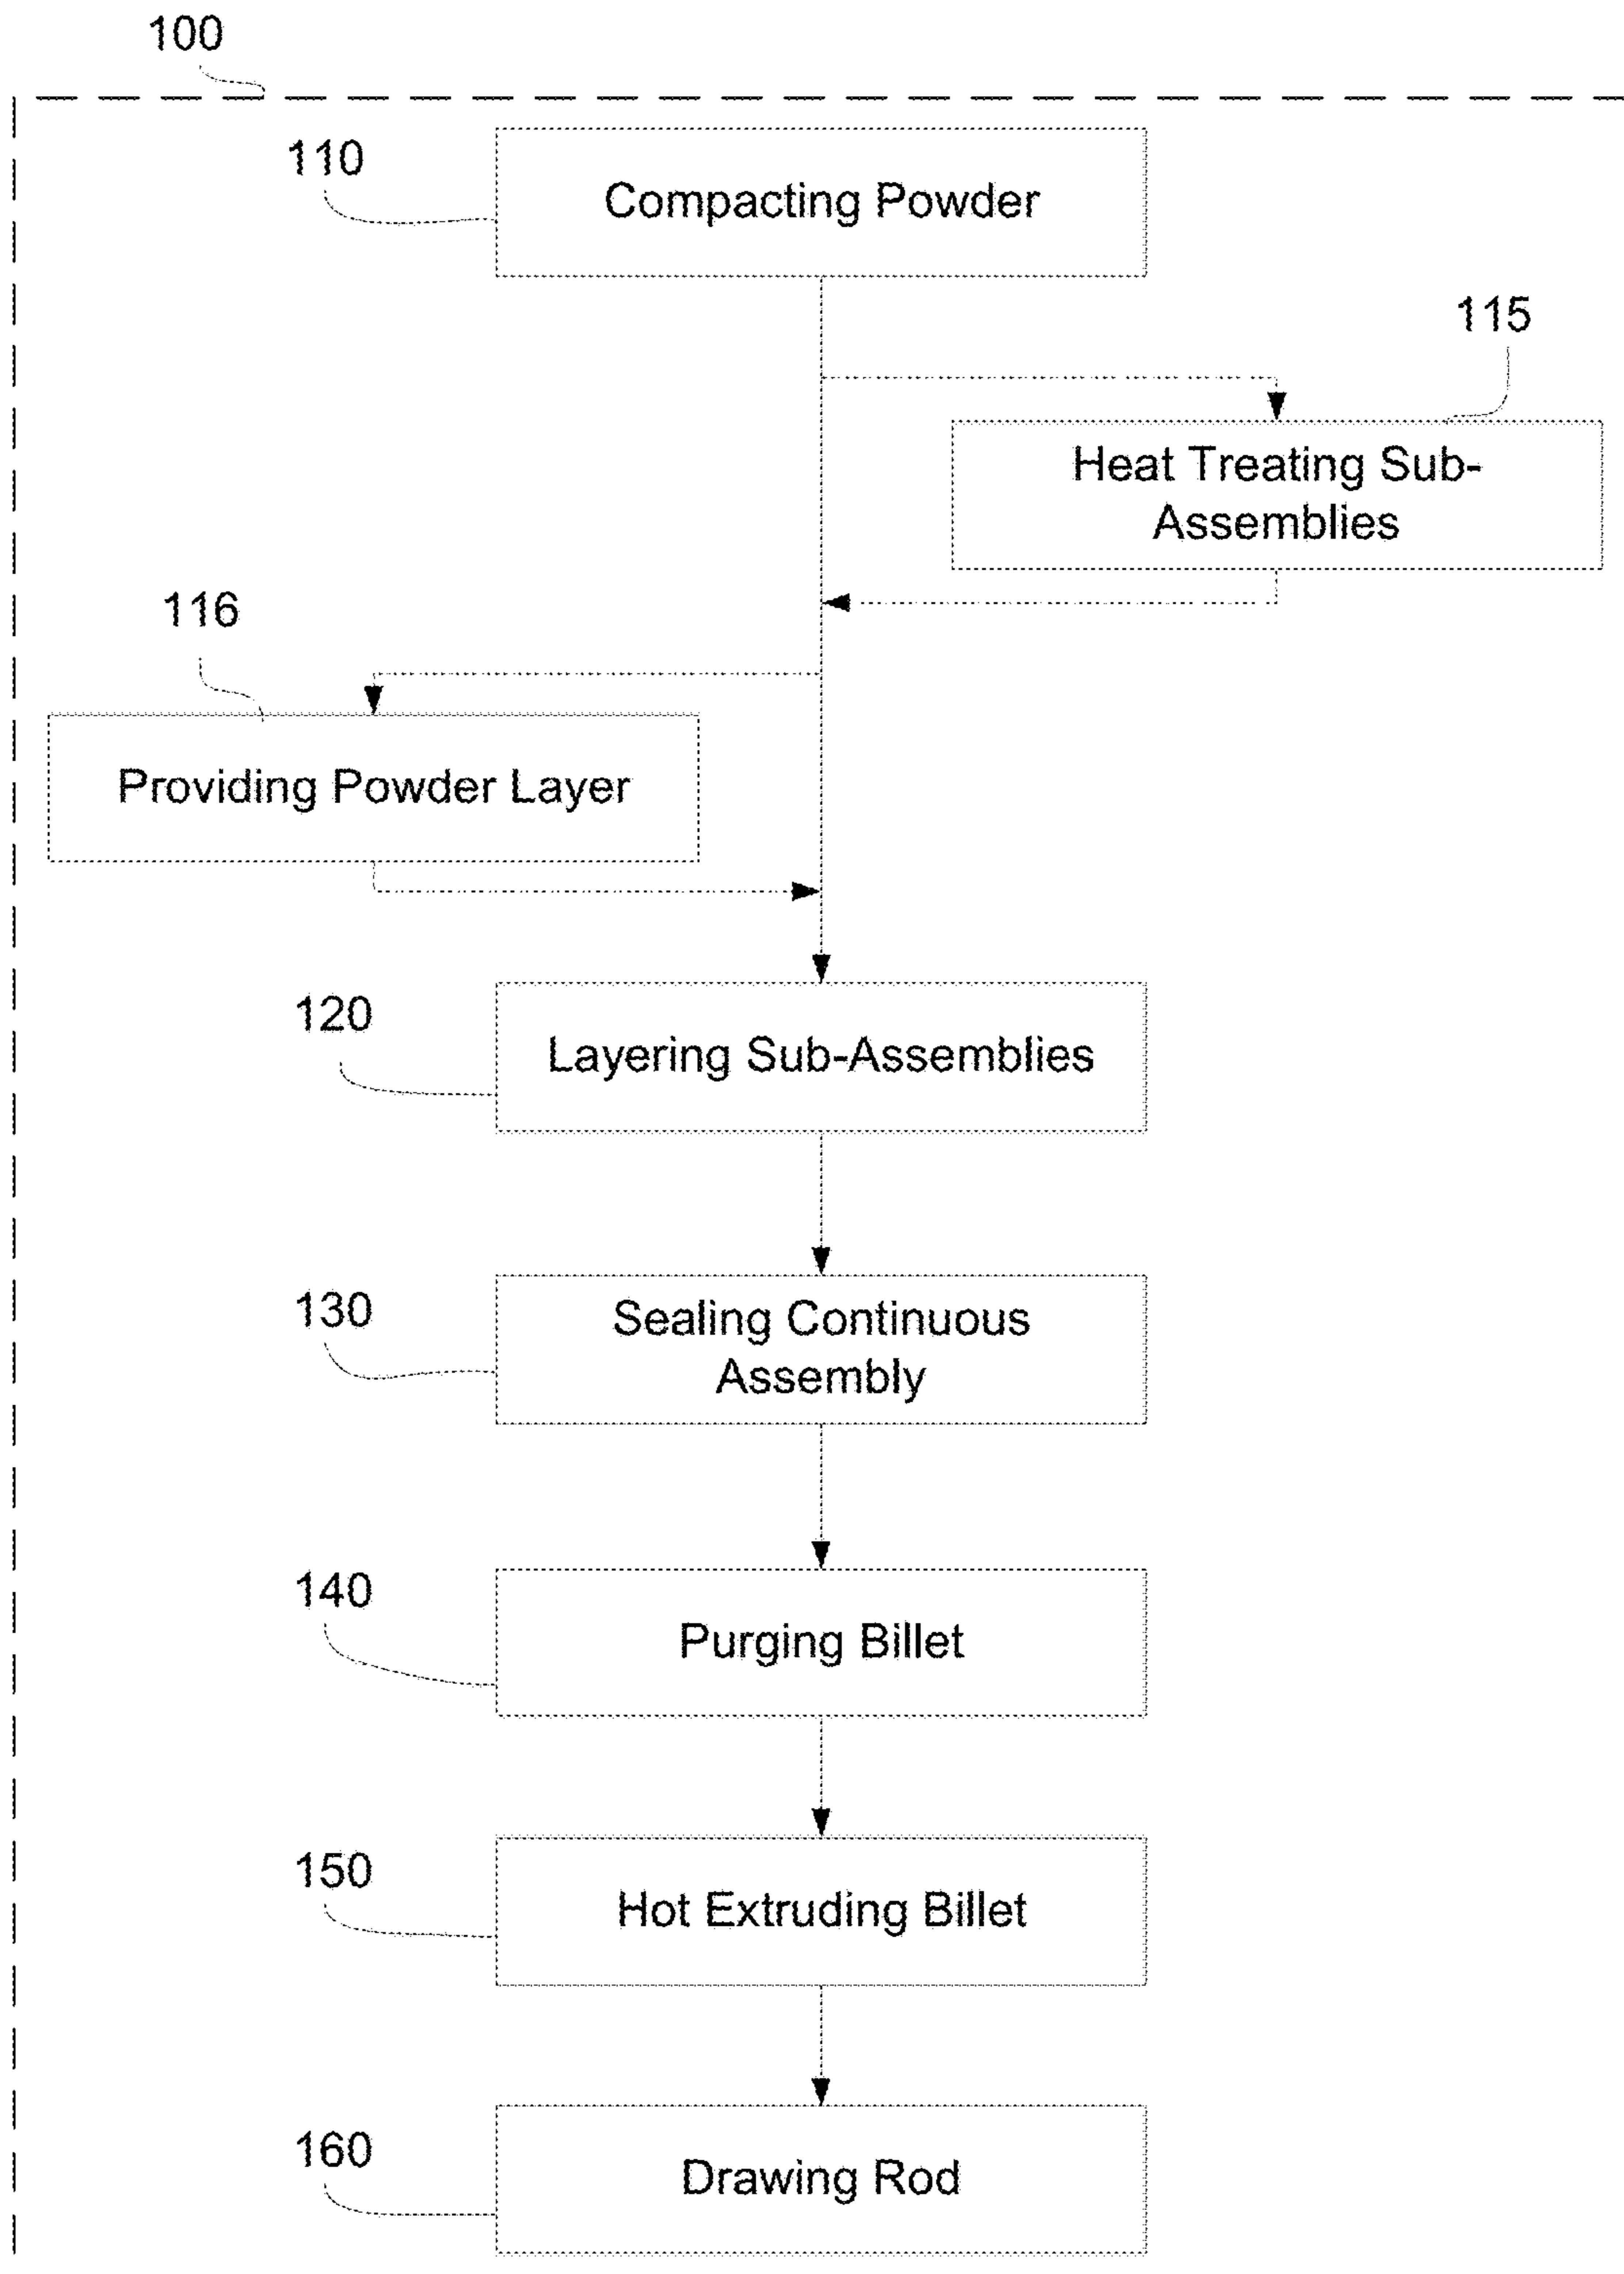 100
110
Compacting Powder
115
Heat Treating Sub-
Assemblies
116
Providing Powder Layer
120
Layering Sub-Assemblies
130
Sealing Continuous
Assembly
140
Purging Billet
150
Hot Extruding Billet
160
Drawing Rod